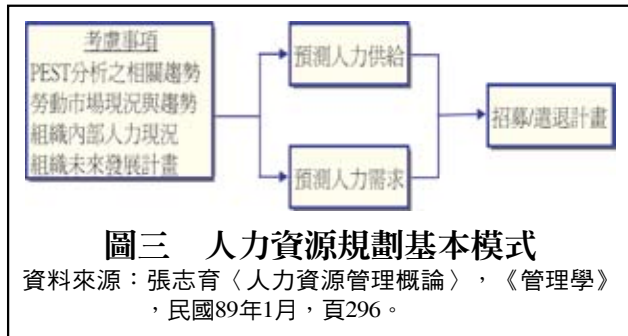 考慮事項
PEST分析之相關趨勢
勞動市場現況與趨勢
組織內部人力現況
組織未來發展計畫
預測人力供給
預測人力需求
招募/遣退計畫
圖三　人力資源規劃基本模式
資料來源：張志育〈人力資源管理概論〉，《管理學》
，民國89年1月，頁296。